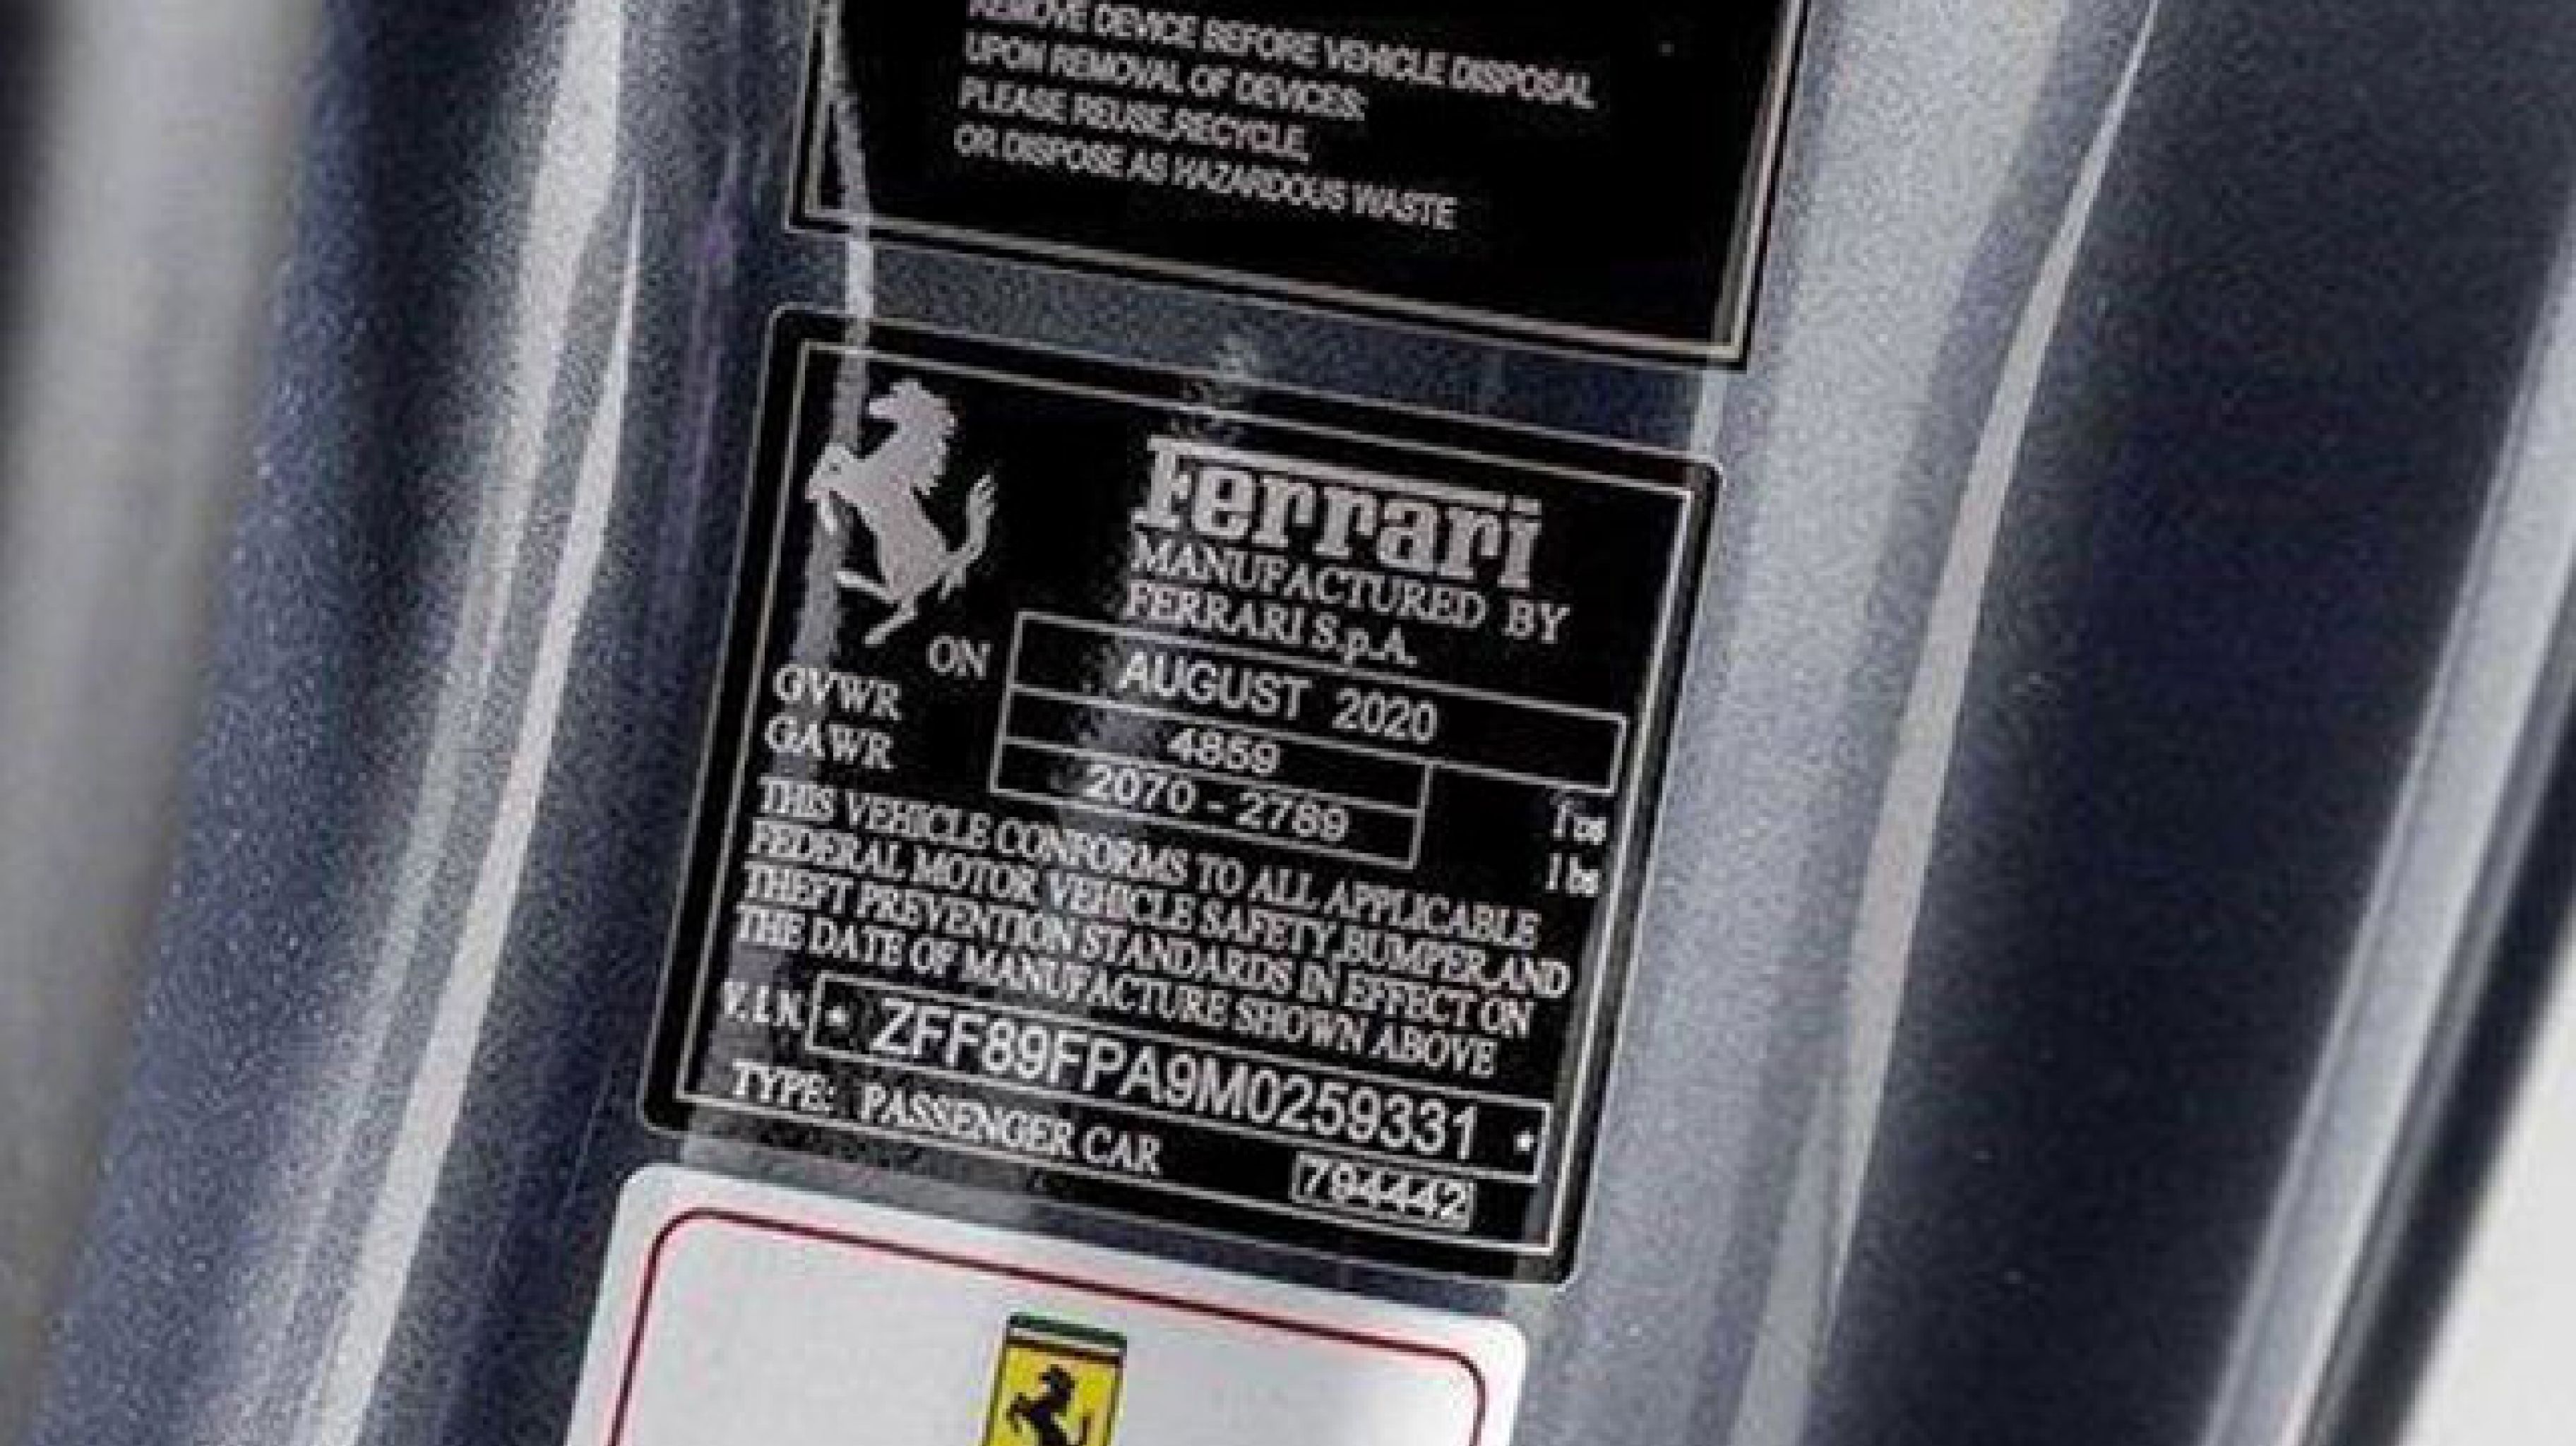 REMOVE DEVICE BEFORE VEHICLE DISPOSAL
UPON REMOVAL OF DEVICES:
PLEASE REUSE,RECYCLE,
OR DISPOSE AS HAZARDOUS WASTE
Ferrari
MANUFACTURED BY
FERRARI S.p.A.
ON AUGUST 2020
GVWR 4859 lbs
GAWR 2070 - 2789 lbs
THIS VEHICLE CONFORMS TO ALL APPLICABLE
FEDERAL MOTOR VEHICLE SAFETY,BUMPER,AND
THEFT PREVENTION STANDARDS IN EFFECT ON
THE DATE OF MANUFACTURE SHOWN ABOVE
V.I.N. * ZFF89FPA9M0259331 *
TYPE: PASSENGER CAR 794442